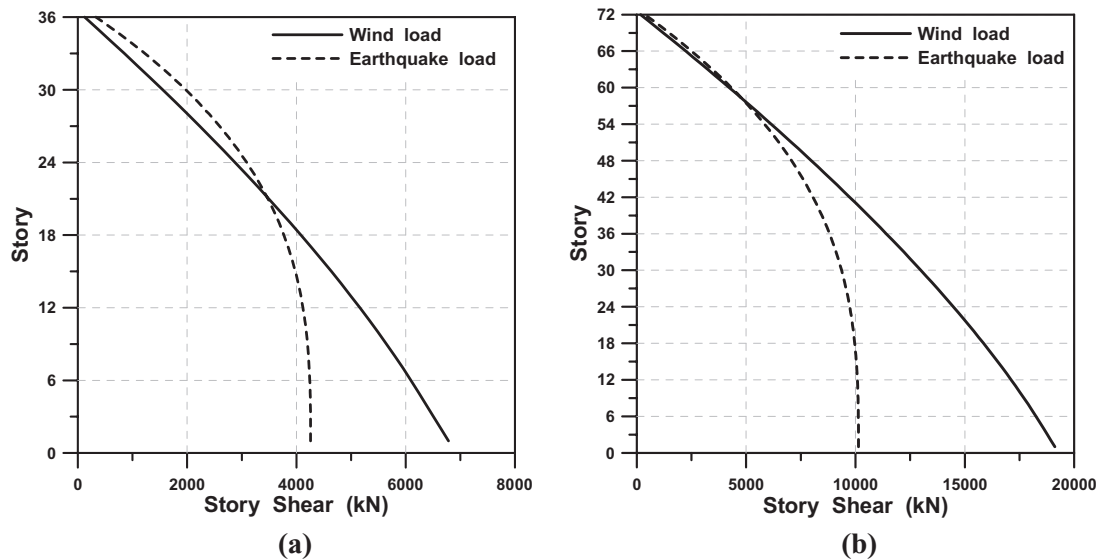 36
30
24
18
12
6
0
Story
Wind load
Earthquake load
0 2000 4000 6000 8000
Story Shear (kN)
(a)
72
66
60
54
48
42
36
30
24
18
12
6
0
Story
Wind load
Earthquake load
0 5000 10000 15000 20000
Story Shear (kN)
(b)